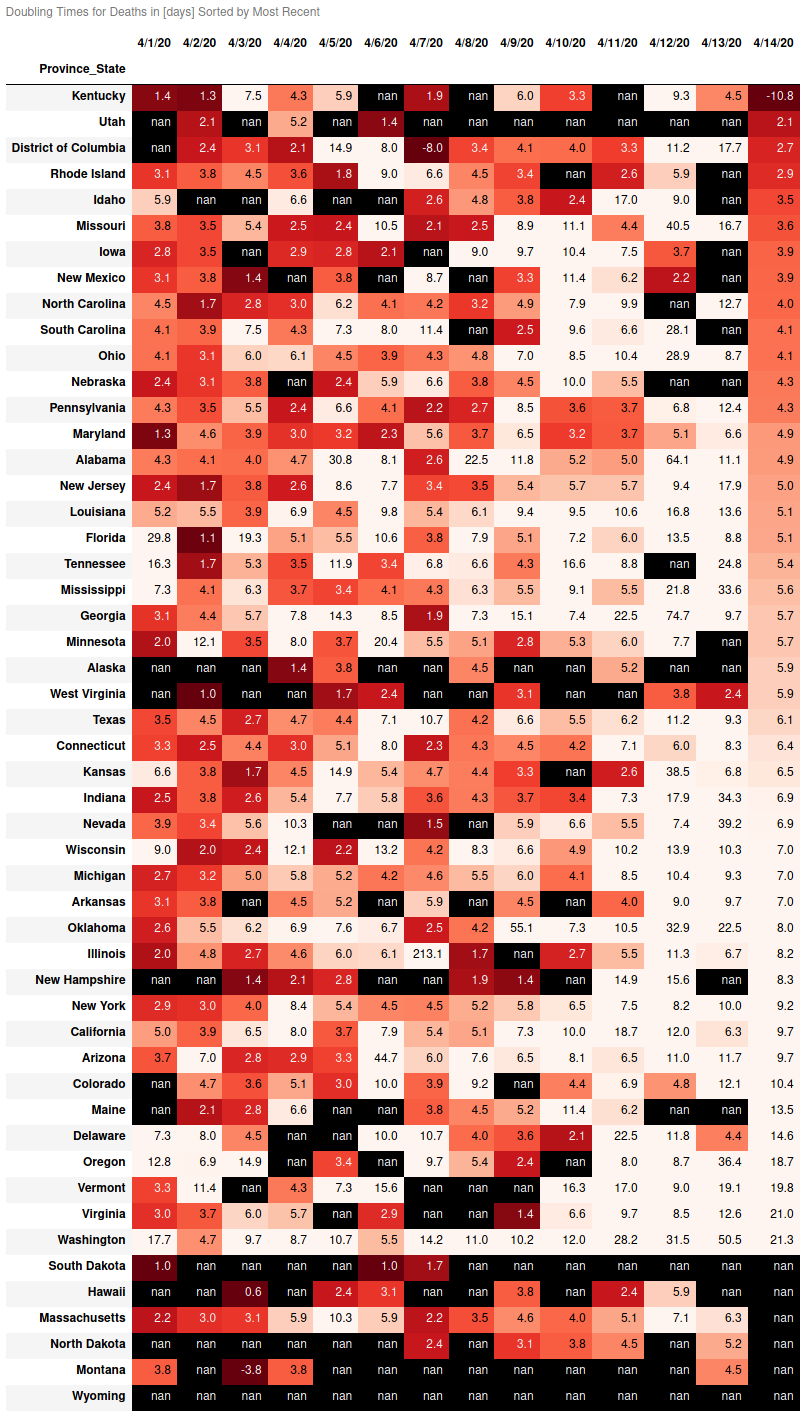 Doubling Times for Deaths in [days] Sorted by Most Recent
4/1/20 4/2/20 4/3/20 4/4/20 4/5/20 4/6/20 4/7/20 4/8/20 4/9/20 4/10/20 4/11/20 4/12/20 4/13/20 4/14/20
Province_State
Kentucky 1.4 1.3 7.5 4.3 5.9 nan 1.9 nan 6.0 3.3 nan 9.3 4.5 -10.8
Utah nan 2.1 nan 5.2 nan 1.4 nan nan nan nan nan nan nan 2.1
District of Columbia nan 2.4 3.1 2.1 14.9 8.0 -8.0 3.4 4.1 4.0 3.3 11.2 17.7 2.7
Rhode Island 3.1 3.8 4.5 3.6 1.8 9.0 6.6 4.5 3.4 nan 2.6 5.9 nan 2.9
Idaho 5.9 nan nan 6.6 nan nan 2.6 4.8 3.8 2.4 17.0 9.0 nan 3.5
Missouri 3.8 3.5 5.4 2.5 2.4 10.5 2.1 2.5 8.9 11.1 4.4 40.5 16.7 3.6
Iowa 2.8 3.5 nan 2.9 2.8 2.1 nan 9.0 9.7 10.4 7.5 3.7 nan 3.9
New Mexico 3.1 3.8 1.4 nan 3.8 nan 8.7 nan 3.3 11.4 6.2 2.2 nan 3.9
North Carolina 4.5 1.7 2.8 3.0 6.2 4.1 4.2 3.2 4.9 7.9 9.9 nan 12.7 4.0
South Carolina 4.1 3.9 7.5 4.3 7.3 8.0 11.4 nan 2.5 9.6 6.6 28.1 nan 4.1
Ohio 4.1 3.1 6.0 6.1 4.5 3.9 4.3 4.8 7.0 8.5 10.4 28.9 8.7 4.1
Nebraska 2.4 3.1 3.8 nan 2.4 5.9 6.6 3.8 4.5 10.0 5.5 nan nan 4.3
Pennsylvania 4.3 3.5 5.5 2.4 6.6 4.1 2.2 2.7 8.5 3.6 3.7 6.8 12.4 4.3
Maryland 1.3 4.6 3.9 3.0 3.2 2.3 5.6 3.7 6.5 3.2 3.7 5.1 6.6 4.9
Alabama 4.3 4.1 4.0 4.7 30.8 8.1 2.6 22.5 11.8 5.2 5.0 64.1 11.1 4.9
New Jersey 2.4 1.7 3.8 2.6 8.6 7.7 3.4 3.5 5.4 5.7 5.7 9.4 17.9 5.0
Louisiana 5.2 5.5 3.9 6.9 4.5 9.8 5.4 6.1 9.4 9.5 10.6 16.8 13.6 5.1
Florida 29.8 1.1 19.3 5.1 5.5 10.6 3.8 7.9 5.1 7.2 6.0 13.5 8.8 5.1
Tennessee 16.3 1.7 5.3 3.5 11.9 3.4 6.8 6.6 4.3 16.6 8.8 nan 24.8 5.4
Mississippi 7.3 4.1 6.3 3.7 3.4 4.1 4.3 6.3 5.5 9.1 5.5 21.8 33.6 5.6
Georgia 3.1 4.4 5.7 7.8 14.3 8.5 1.9 7.3 15.1 7.4 22.5 74.7 9.7 5.7
Minnesota 2.0 12.1 3.5 8.0 3.7 20.4 5.5 5.1 2.8 5.3 6.0 7.7 nan 5.7
Alaska nan nan nan 1.4 3.8 nan nan 4.5 nan nan 5.2 nan nan 5.9
West Virginia nan 1.0 nan nan 1.7 2.4 nan nan 3.1 nan nan 3.8 2.4 5.9
Texas 3.5 4.5 2.7 4.7 4.4 7.1 10.7 4.2 6.6 5.5 6.2 11.2 9.3 6.1
Connecticut 3.3 2.5 4.4 3.0 5.1 8.0 2.3 4.3 4.5 4.2 7.1 6.0 8.3 6.4
Kansas 6.6 3.8 1.7 4.5 14.9 5.4 4.7 4.4 3.3 nan 2.6 38.5 6.8 6.5
Indiana 2.5 3.8 2.6 5.4 7.7 5.8 3.6 4.3 3.7 3.4 7.3 17.9 34.3 6.9
Nevada 3.9 3.4 5.6 10.3 nan nan 1.5 nan 5.9 6.6 5.5 7.4 39.2 6.9
Wisconsin 9.0 2.0 2.4 12.1 2.2 13.2 4.2 8.3 6.6 4.9 10.2 13.9 10.3 7.0
Michigan 2.7 3.2 5.0 5.8 5.2 4.2 4.6 5.5 6.0 4.1 8.5 10.4 9.3 7.0
Arkansas 3.1 3.8 nan 4.5 5.2 nan 5.9 nan 4.5 nan 4.0 9.0 9.7 7.0
Oklahoma 2.6 5.5 6.2 6.9 7.6 6.7 2.5 4.2 55.1 7.3 10.5 32.9 22.5 8.0
Illinois 2.0 4.8 2.7 4.6 6.0 6.1 213.1 1.7 nan 2.7 5.5 11.3 6.7 8.2
New Hampshire nan nan 1.4 2.1 2.8 nan nan 1.9 1.4 nan 14.9 15.6 nan 8.3
New York 2.9 3.0 4.0 8.4 5.4 4.5 4.5 5.2 5.8 6.5 7.5 8.2 10.0 9.2
California 5.0 3.9 6.5 8.0 3.7 7.9 5.4 5.1 7.3 10.0 18.7 12.0 6.3 9.7
Arizona 3.7 7.0 2.8 2.9 3.3 44.7 6.0 7.6 6.5 8.1 6.5 11.0 11.7 9.7
Colorado nan 4.7 3.6 5.1 3.0 10.0 3.9 9.2 nan 4.4 6.9 4.8 12.1 10.4
Maine nan 2.1 2.8 6.6 nan nan 3.8 4.5 5.2 11.4 6.2 nan nan 13.5
Delaware 7.3 8.0 4.5 nan nan 10.0 10.7 4.0 3.6 2.1 22.5 11.8 4.4 14.6
Oregon 12.8 6.9 14.9 nan 3.4 nan 9.7 5.4 2.4 nan 8.0 8.7 36.4 18.7
Vermont 3.3 11.4 nan 4.3 7.3 15.6 nan nan nan 16.3 17.0 9.0 19.1 19.8
Virginia 3.0 3.7 6.0 5.7 nan 2.9 nan nan 1.4 6.6 9.7 8.5 12.6 21.0
Washington 17.7 4.7 9.7 8.7 10.7 5.5 14.2 11.0 10.2 12.0 28.2 31.5 50.5 21.3
South Dakota 1.0 nan nan nan nan 1.0 1.7 nan nan nan nan nan nan nan
Hawaii nan nan 0.6 nan 2.4 3.1 nan nan 3.8 nan 2.4 5.9 nan nan
Massachusetts 2.2 3.0 3.1 5.9 10.3 5.9 2.2 3.5 4.6 4.0 5.1 7.1 6.3 nan
North Dakota nan nan nan nan nan nan 2.4 nan 3.1 3.8 4.5 nan 5.2 nan
Montana 3.8 nan -3.8 3.8 nan nan nan nan nan nan nan nan 4.5 nan
Wyoming nan nan nan nan nan nan nan nan nan nan nan nan nan nan